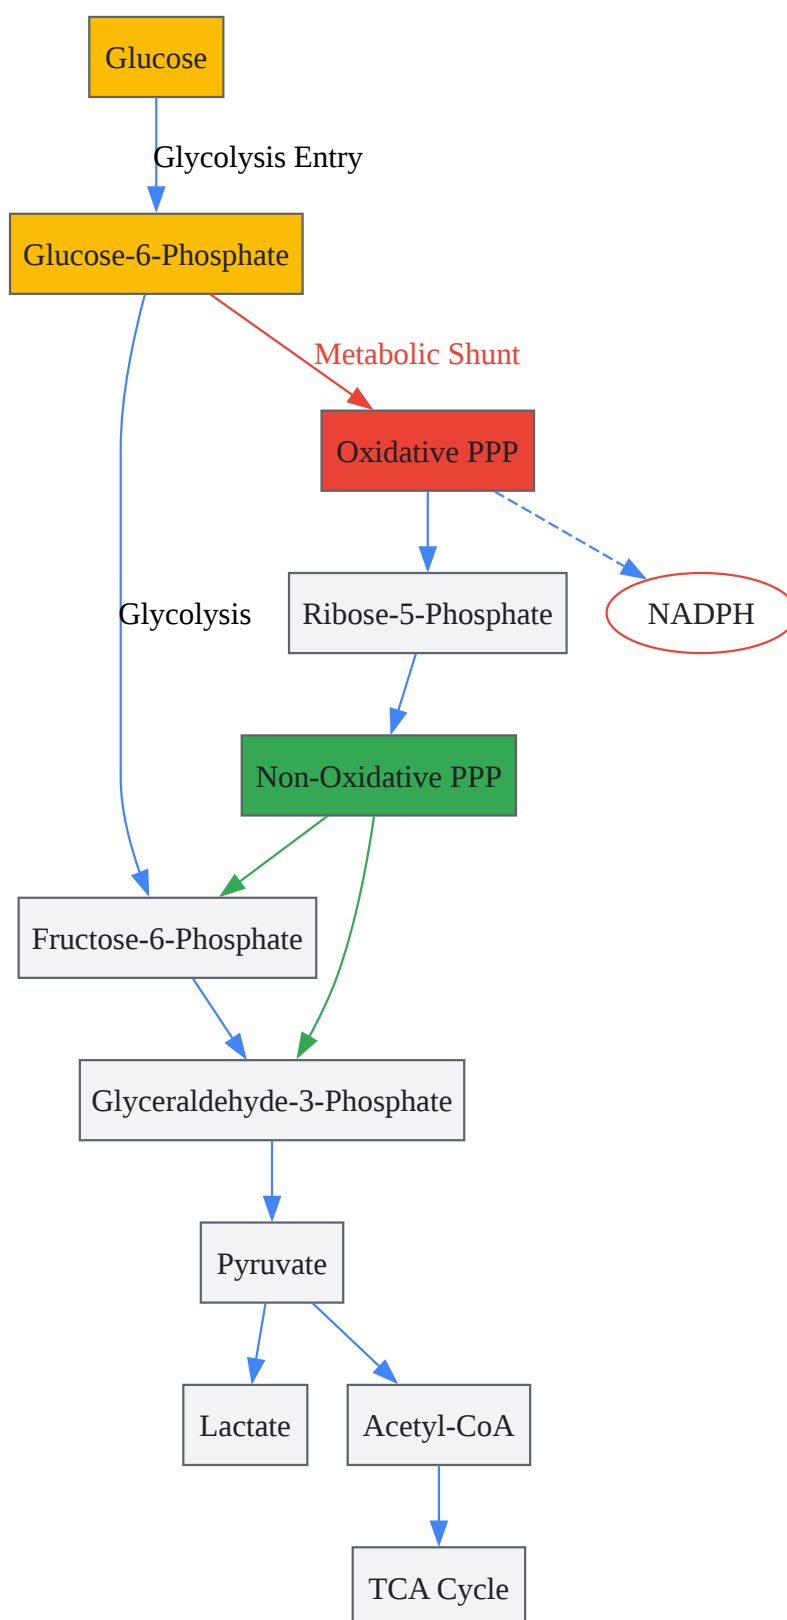 Glucose
Glycolysis Entry
Glucose-6-Phosphate
Metabolic Shunt
Oxidative PPP
Glycolysis
Ribose-5-Phosphate
NADPH
Non-Oxidative PPP
Fructose-6-Phosphate
Glyceraldehyde-3-Phosphate
Pyruvate
Lactate
Acetyl-CoA
TCA Cycle